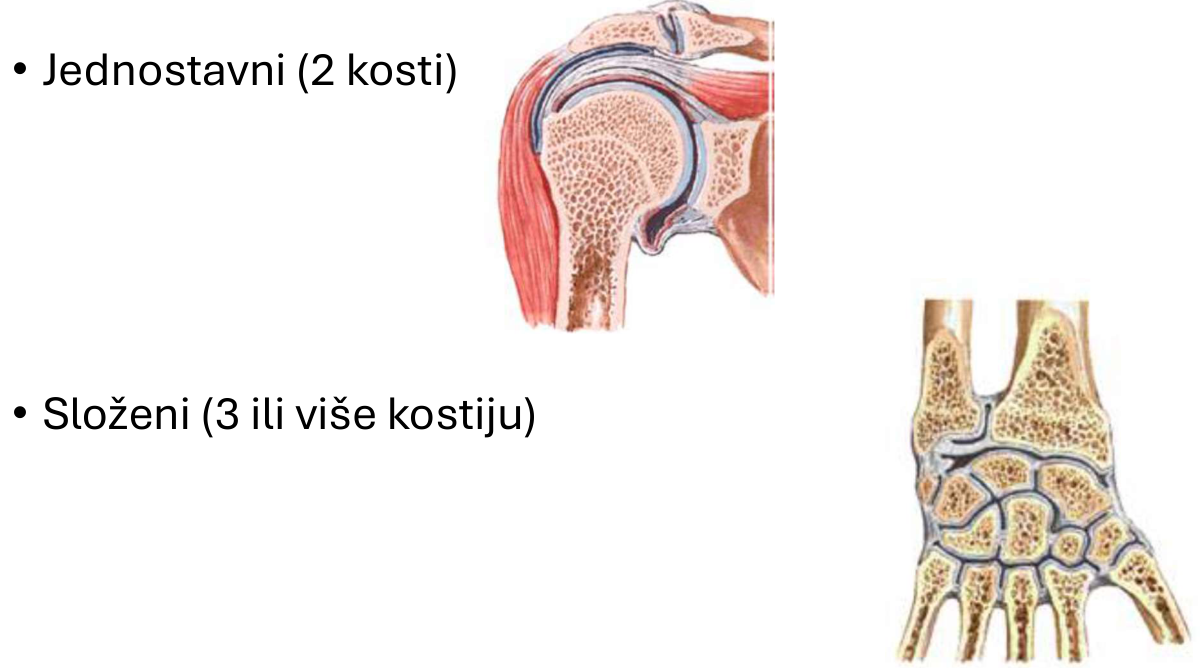 • Jednostavni (2 kosti)
• Složeni (3 ili više kostiju)